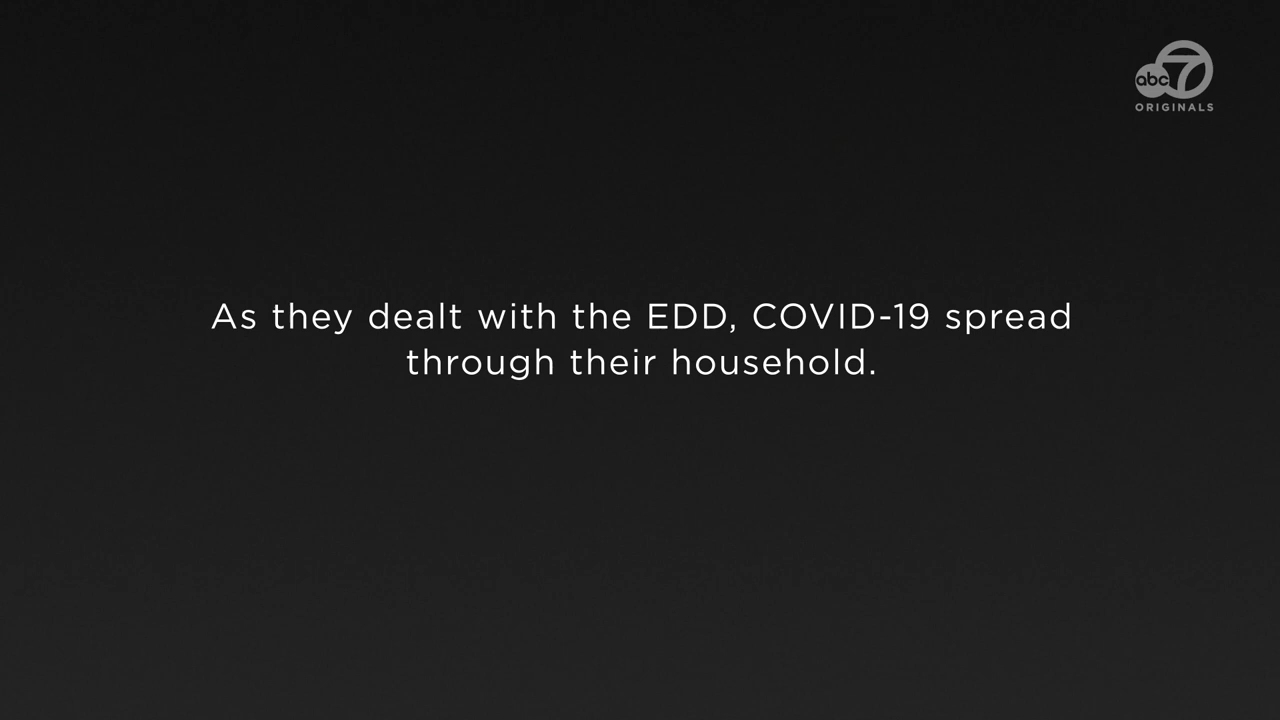 abc 7
ORIGINALS
As they dealt with the EDD, COVID-19 spread
through their household.